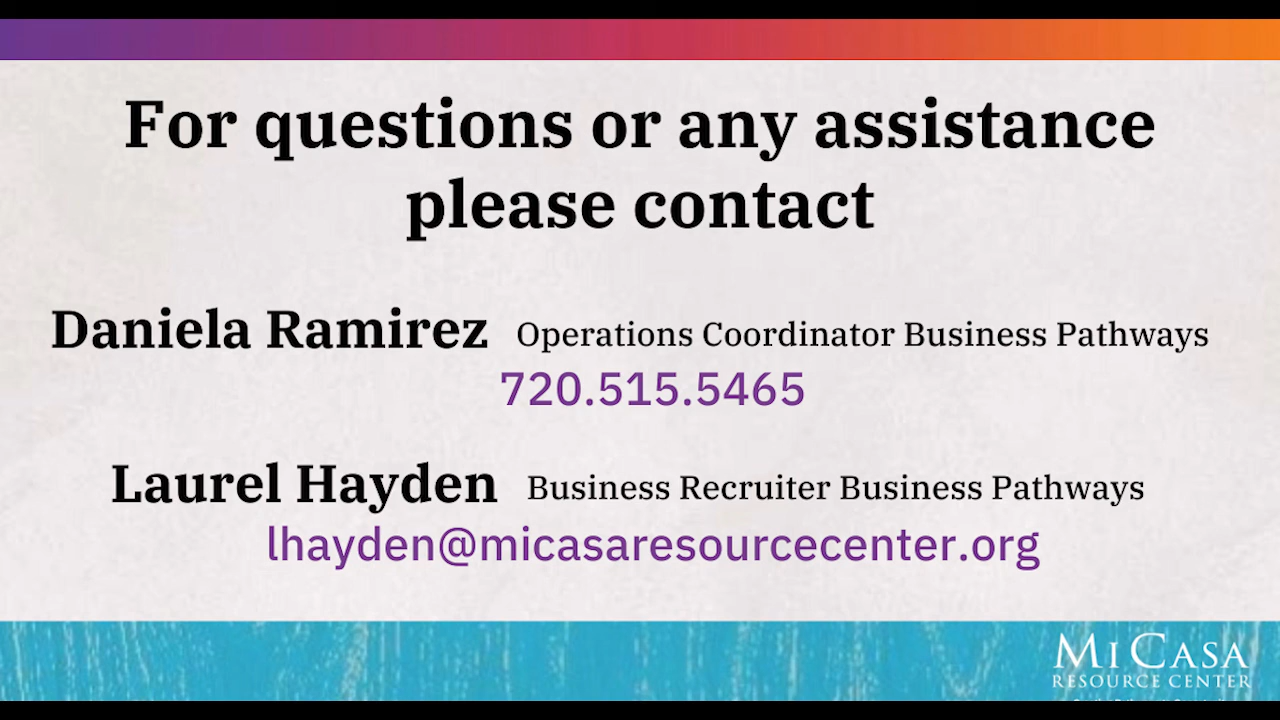 For questions or any assistance
please contact
Daniela Ramirez Operations Coordinator Business Pathways
720.515.5465
Laurel Hayden Business Recruiter Business Pathways
lhayden@micasaresourcecenter.org
MI CASA
RESOURCE CENTER